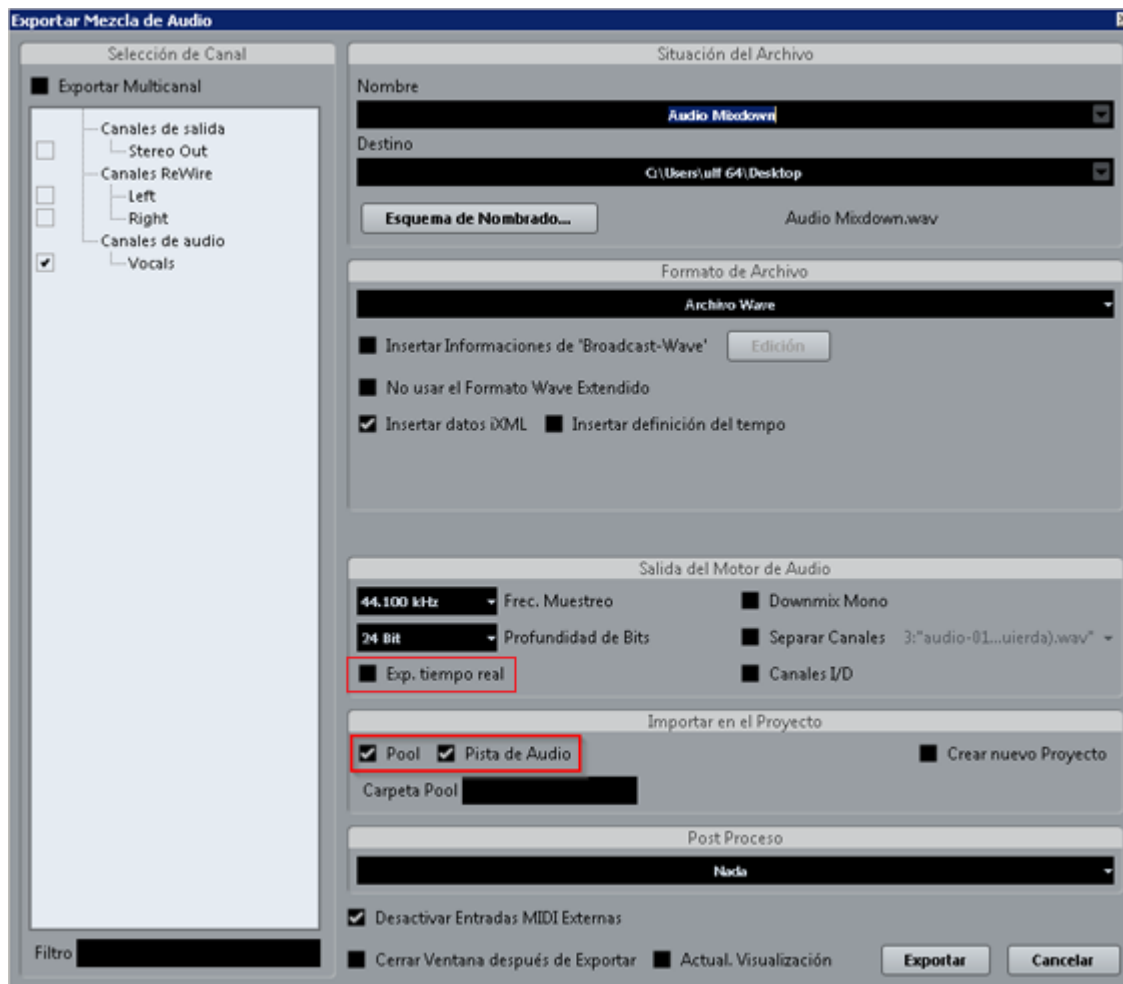 Exportar Mezcla de Audio
Selección de Canal
Exportar Multicanal
Canales de salida
Stereo Out
Canales ReWire
Left
Right
Canales de audio
Vocals
Filtro
Situación del Archivo
Nombre
Audio Mixdown
Destino
C:\Users\ulf 64\Desktop
Esquema de Nombrado... Audio Mixdown.wav
Formato de Archivo
Archivo Wave
Insertar Informaciones de 'Broadcast-Wave' Edición
No usar el Formato Wave Extendido
Insertar datos iXML Insertar definición del tempo
Salida del Motor de Audio
44.100 kHz Frec. Muestreo Downmix Mono
24 Bit Profundidad de Bits Separar Canales 3:"audio-01...uierda).wav"
Exp. tiempo real Canales I/D
Importar en el Proyecto
Pool Pista de Audio Crear nuevo Proyecto
Carpeta Pool
Post Proceso
Nada
Desactivar Entradas MIDI Externas
Cerrar Ventana después de Exportar Actual. Visualización Exportar Cancelar